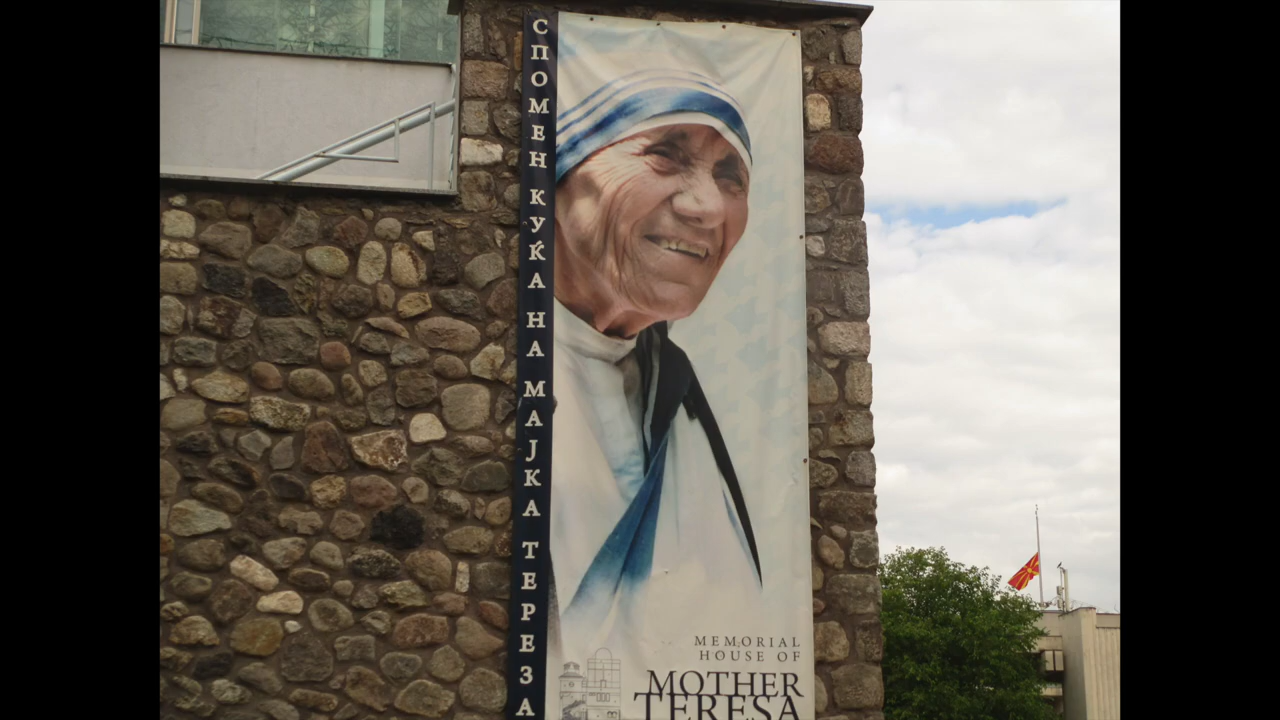 СПОМЕН КУЌА НА МАЈКА ТЕРЕЗА
MEMORIAL
HOUSE OF
MOTHER
TERESA